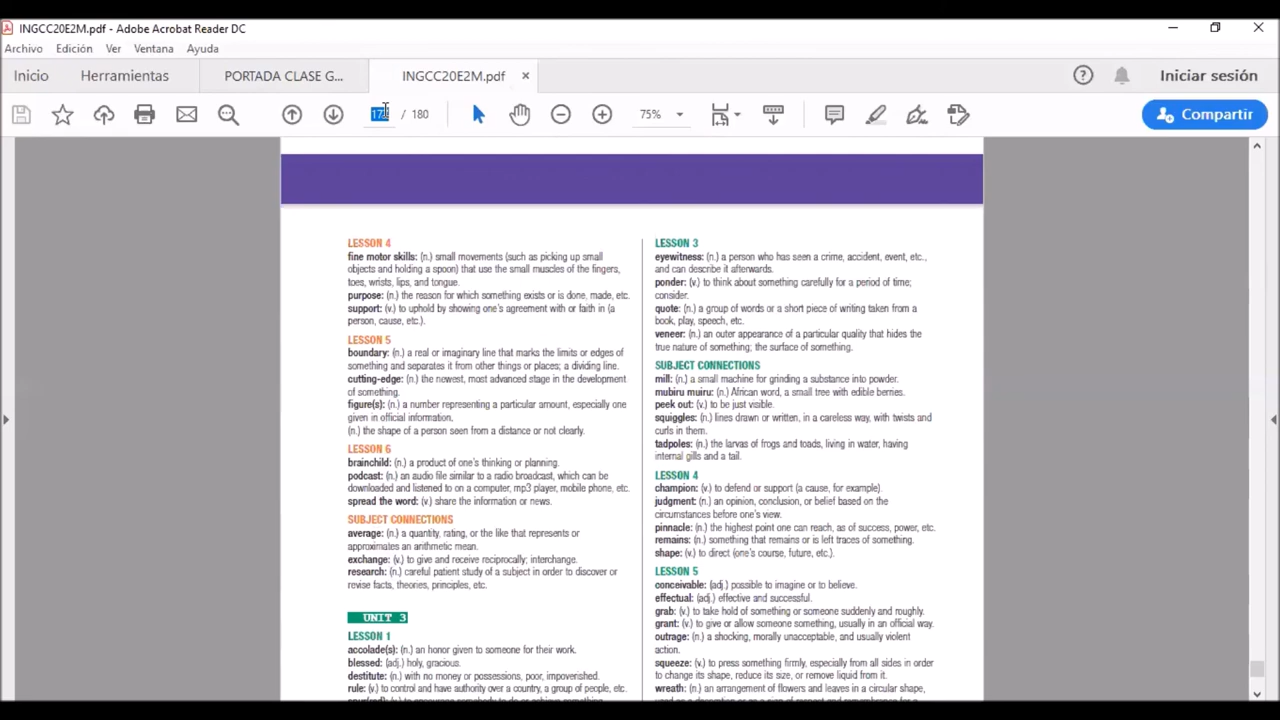 INGCC20E2M.pdf - Adobe Acrobat Reader DC
Archivo Edición Ver Ventana Ayuda
Inicio Herramientas PORTADA CLASE G... INGCC20E2M.pdf Iniciar sesión
/ 180 75% Compartir
LESSON 4
fine motor skills: (n.) small movements (such as picking up small
objects and holding a spoon) that use the small muscles of the fingers,
toes, wrists, lips, and tongue.
purpose: (n.) the reason for which something exists or is done, made, etc.
support: (v.) to uphold by showing one's agreement with or faith in (a
person, cause, etc.).
LESSON 5
boundary: (n.) a real or imaginary line that marks the limits or edges of
something and separates it from other things or places; a dividing line.
cutting-edge: (n.) the newest, most advanced stage in the development
of something.
figure(s): (n.) a number representing a particular amount, especially one
given in official information.
(n.) the shape of a person seen from a distance or not clearly.
LESSON 6
brainchild: (n.) a product of one's thinking or planning.
podcast: (n.) an audio file similar to a radio broadcast, which can be
downloaded and listened to on a computer, mp3 player, mobile phone, etc.
spread the word: (v.) share the information or news.
SUBJECT CONNECTIONS
average: (n.) a quantity, rating, or the like that represents or
approximates an arithmetic mean.
exchange: (v.) to give and receive reciprocally; interchange.
research: (n.) careful patient study of a subject in order to discover or
revise facts, theories, principles, etc.
UNIT 3
LESSON 1
accolade(s): (n.) an honor given to someone for their work.
blessed: (adj.) holy, gracious.
destitute: (n.) with no money or possessions, poor, impoverished.
rule: (v.) to control and have authority over a country, a group of people, etc.
LESSON 3
eyewitness: (n.) a person who has seen a crime, accident, event, etc.,
and can describe it afterwards.
ponder: (v.) to think about something carefully for a period of time;
consider.
quote: (n.) a group of words or a short piece of writing taken from a
book, play, speech, etc.
veneer: (n.) an outer appearance of a particular quality that hides the
true nature of something; the surface of something.
SUBJECT CONNECTIONS
mill: (n.) a small machine for grinding a substance into powder.
mubiru muiru: (n.) African word, a small tree with edible berries.
peek out: (v.) to be just visible.
squiggles: (n.) lines drawn or written, in a careless way, with twists and
curls in them.
tadpoles: (n.) the larvas of frogs and toads, living in water, having
internal gills and a tail.
LESSON 4
champion: (v.) to defend or support (a cause, for example).
judgment: (n.) an opinion, conclusion, or belief based on the
circumstances before one's view.
pinnacle: (n.) the highest point one can reach, as of success, power, etc.
remains: (n.) something that remains or is left traces of something.
shape: (v.) to direct (one's course, future, etc.).
LESSON 5
conceivable: (adj.) possible to imagine or to believe.
effectual: (adj.) effective and successful.
grab: (v.) to take hold of something or someone suddenly and roughly.
grant: (v.) to give or allow someone something, usually in an official way.
outrage: (n.) a shocking, morally unacceptable, and usually violent
action.
squeeze: (v.) to press something firmly, especially from all sides in order
to change its shape, reduce its size, or remove liquid from it.
wreath: (n.) an arrangement of flowers and leaves in a circular shape,